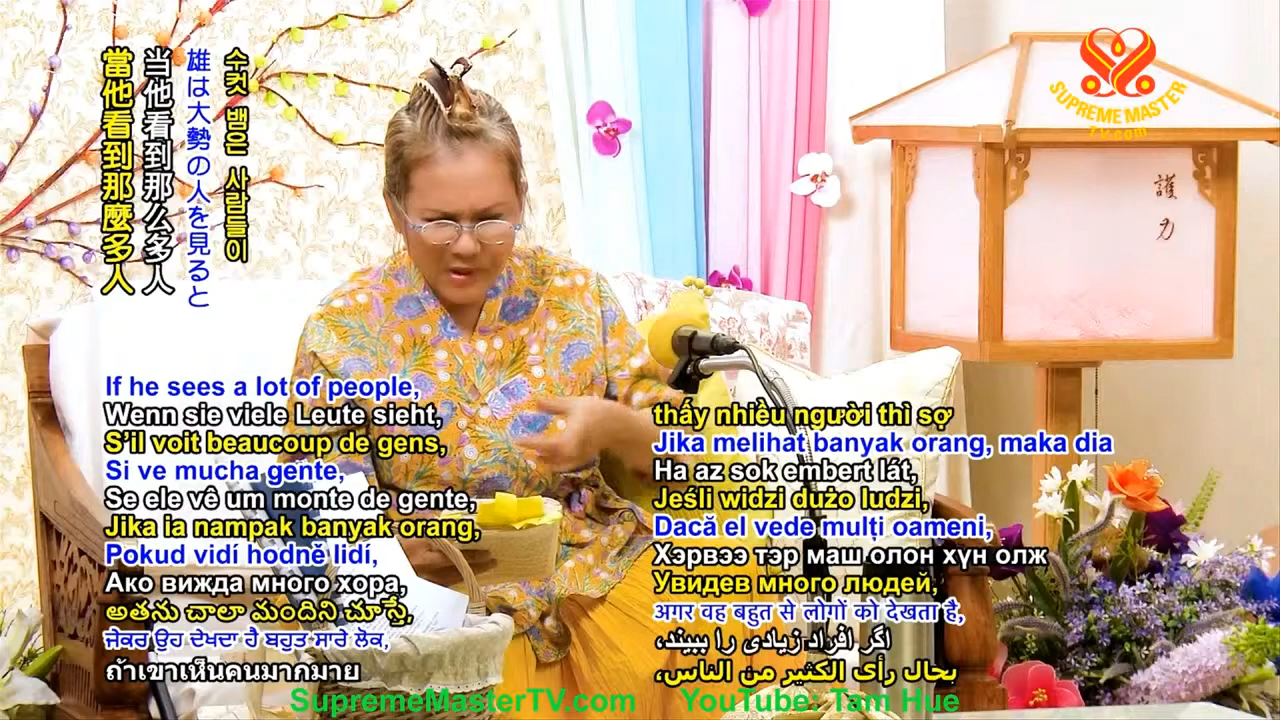 수컷 뱀은 사람들이
雄は大勢の人を見ると
当他看到那么多人
當他看到那麼多人
SUPREME MASTER
TV.com
護力
If he sees a lot of people,
Wenn sie viele Leute sieht,
S'il voit beaucoup de gens,
Si ve mucha gente,
Se ele vê um monte de gente,
Jika ia nampak banyak orang,
Pokud vidí hodně lidí,
Ако вижда много хора,
అతను చాలా మందిని చూస్తే,
ਜੇਕਰ ਉਹ ਦੇਖਦਾ ਹੈ ਬਹੁਤ ਸਾਰੇ ਲੋਕ,
ถ้าเขาเห็นคนมากมาย
thấy nhiều người thì sợ
Jika melihat banyak orang, maka dia
Ha az sok embert lát,
Jeśli widzi dużo ludzi,
Dacă el vede mulți oameni,
Хэрвээ тэр маш олон хүн олж
Увидев много людей,
अगर वह बहुत से लोगों को देखता है,
اگر افراد زیادی را ببیند،
بحال رأى الكثير من الناس،
SupremeMasterTV.com
YouTube: Tam Hue